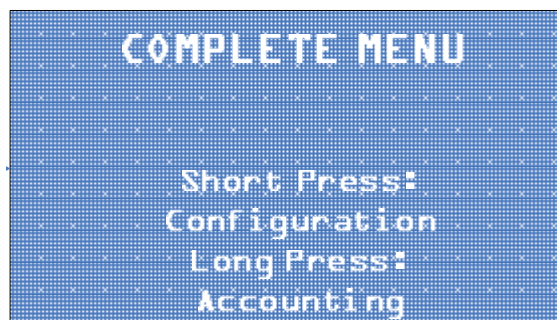 COMPLETE MENU
Short Press:
Configuration
Long Press:
Accounting